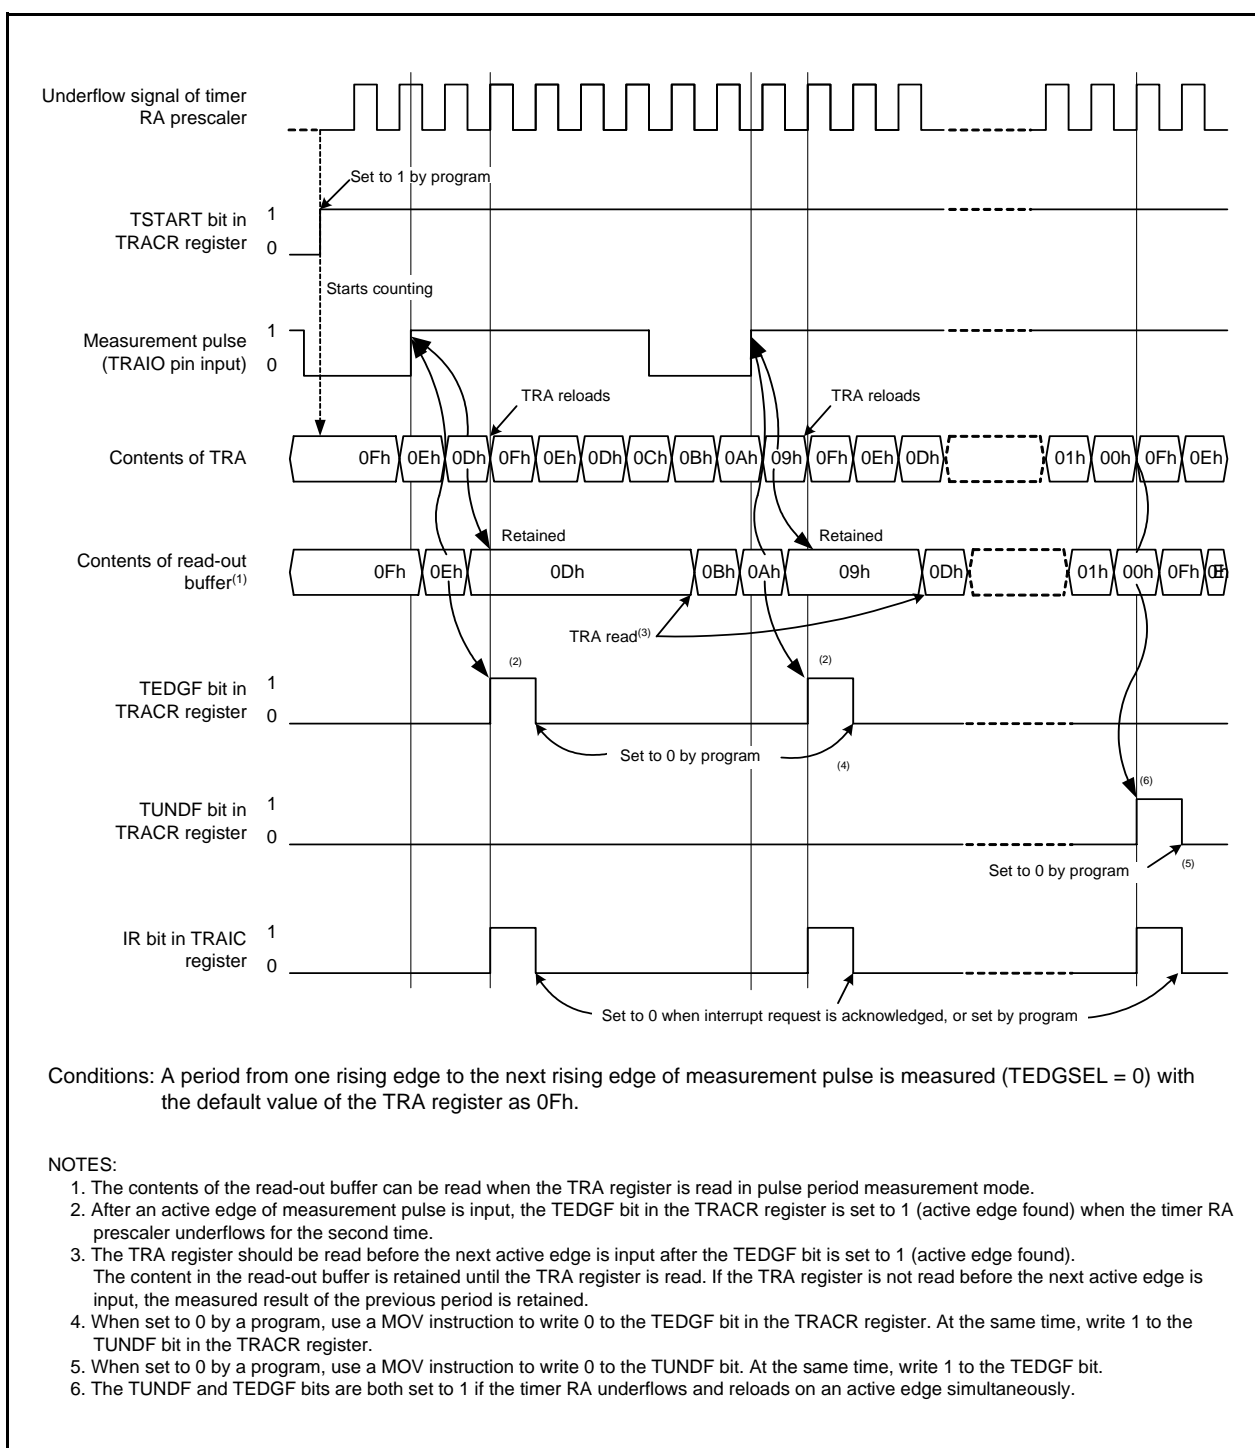 Underflow signal of timer
RA prescaler
Set to 1 by program
TSTART bit in
TRACR register
1
0
Starts counting
Measurement pulse
(TRAIO pin input)
1
0
TRA reloads
TRA reloads
Contents of TRA
0Fh 0Eh 0Dh 0Fh 0Eh 0Dh 0Ch 0Bh 0Ah 09h 0Fh 0Eh 0Dh 01h 00h 0Fh 0Eh
Retained
Retained
Contents of read-out
buffer(1)
0Fh 0Eh 0Dh 0Bh 0Ah 09h 0Dh 01h 00h 0Fh
TRA read(3)
(2)
(2)
TEDGF bit in
TRACR register
1
0
Set to 0 by program
(4)
(6)
TUNDF bit in
TRACR register
1
0
Set to 0 by program
(5)
IR bit in TRAIC
register
1
0
Set to 0 when interrupt request is acknowledged, or set by program
Conditions: A period from one rising edge to the next rising edge of measurement pulse is measured (TEDGSEL = 0) with
the default value of the TRA register as 0Fh.
NOTES:
1. The contents of the read-out buffer can be read when the TRA register is read in pulse period measurement mode.
2. After an active edge of measurement pulse is input, the TEDGF bit in the TRACR register is set to 1 (active edge found) when the timer RA
prescaler underflows for the second time.
3. The TRA register should be read before the next active edge is input after the TEDGF bit is set to 1 (active edge found).
The content in the read-out buffer is retained until the TRA register is read. If the TRA register is not read before the next active edge is
input, the measured result of the previous period is retained.
4. When set to 0 by a program, use a MOV instruction to write 0 to the TEDGF bit in the TRACR register. At the same time, write 1 to the
TUNDF bit in the TRACR register.
5. When set to 0 by a program, use a MOV instruction to write 0 to the TUNDF bit. At the same time, write 1 to the TEDGF bit.
6. The TUNDF and TEDGF bits are both set to 1 if the timer RA underflows and reloads on an active edge simultaneously.